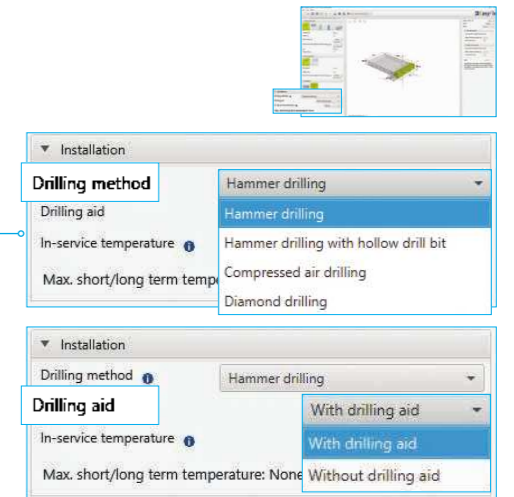 Installation
Drilling method
Hammer drilling
Drilling aid
Hammer drilling
In-service temperature
Hammer drilling with hollow drill bit
Compressed air drilling
Max. short/long term temp
Diamond drilling
Installation
Drilling method
Hammer drilling
Drilling aid
With drilling aid
In-service temperature
With drilling aid
Max. short/long term temperature: None
Without drilling aid